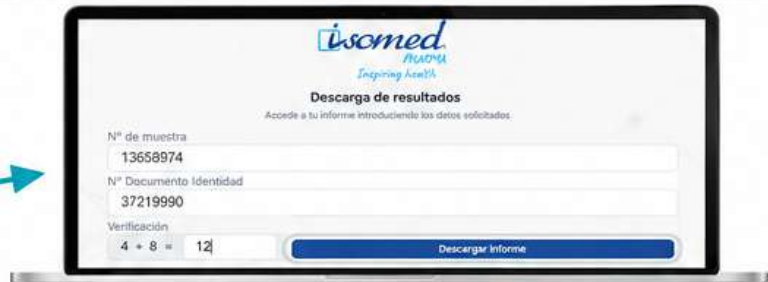 isomed
PHARMA
Inspiring health
Descarga de resultados
Accede a tu informe introduciendo los datos solicitados
Nº de muestra
13658974
Nº Documento Identidad
37219990
Verificación
4 + 8 = 12
Descargar Informe